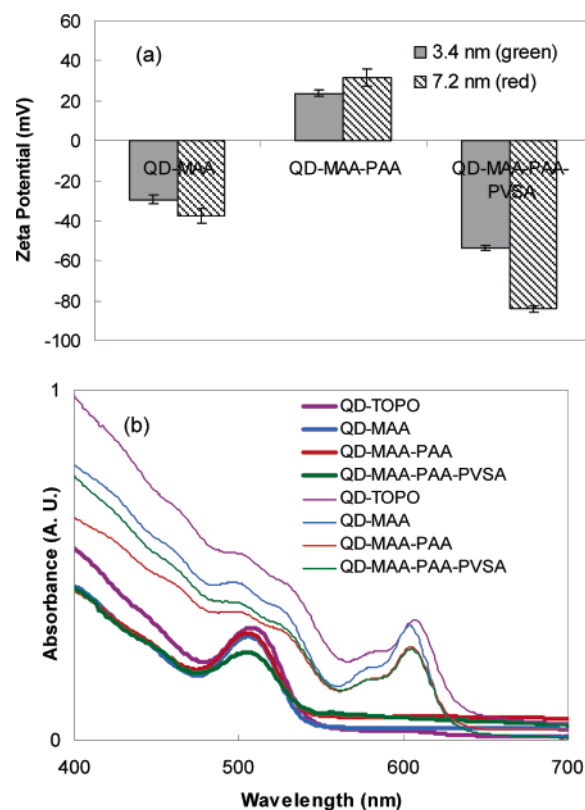 60
40
20
0
-20
-40
-60
-80
-100
Zeta Potential (mV)
(a)
3.4 nm (green)
7.2 nm (red)
QD-MAA
QD-MAA-PAA
QD-MAA-PAA-
PVSA
1
0
Absorbance (A. U.)
(b)
QD-TOPO
QD-MAA
QD-MAA-PAA
QD-MAA-PAA-PVSA
QD-TOPO
QD-MAA
QD-MAA-PAA
QD-MAA-PAA-PVSA
400 500 600 700
Wavelength (nm)